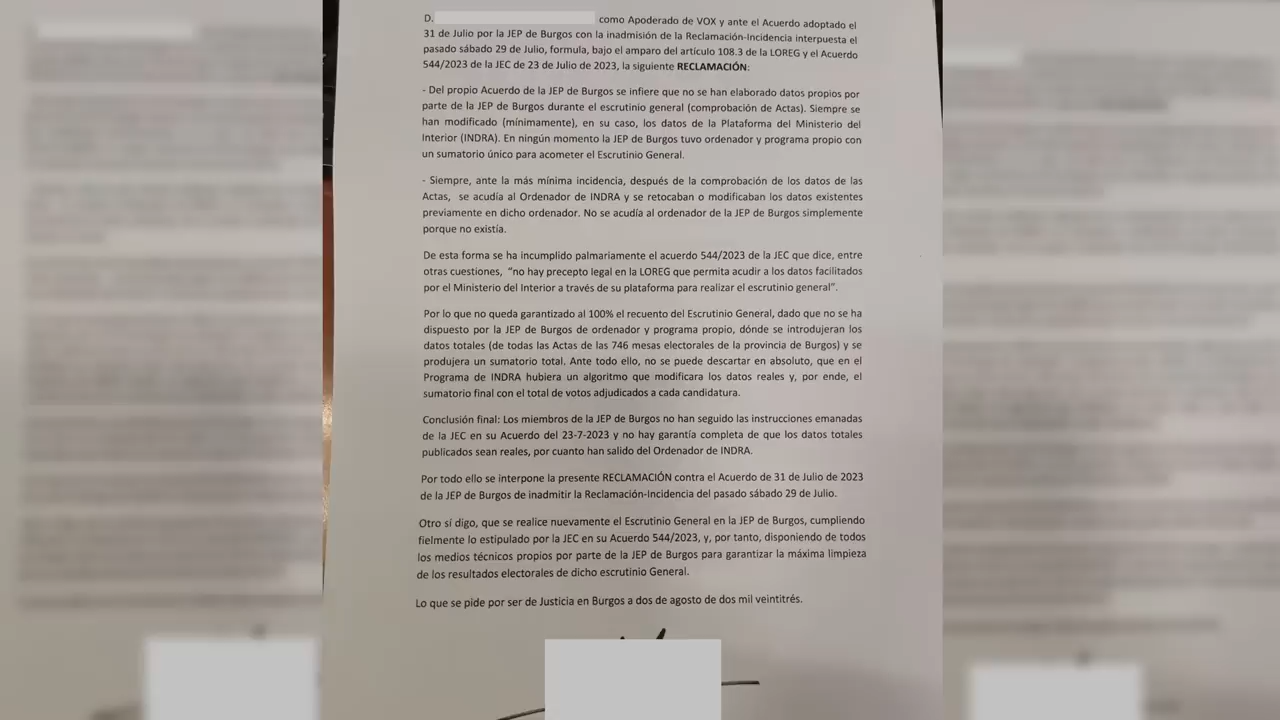 D. como Apoderado de VOX y ante el Acuerdo adoptado el
31 de Julio por la JEP de Burgos con la inadmisión de la Reclamación-Incidencia interpuesta el
pasado sábado 29 de Julio, formula, bajo el amparo del artículo 108.3 de la LOREG y el Acuerdo
544/2023 de la JEC de 23 de Julio de 2023, la siguiente RECLAMACIÓN:
- Del propio Acuerdo de la JEP de Burgos se infiere que no se han elaborado datos propios por
parte de la JEP de Burgos durante el escrutinio general (comprobación de Actas). Siempre se
han modificado (mínimamente), en su caso, los datos de la Plataforma del Ministerio del
Interior (INDRA). En ningún momento la JEP de Burgos tuvo ordenador y programa propio con
un sumatorio único para acometer el Escrutinio General.
- Siempre, ante la más mínima incidencia, después de la comprobación de los datos de las
Actas, se acudía al Ordenador de INDRA y se retocaban o modificaban los datos existentes
previamente en dicho ordenador. No se acudía al ordenador de la JEP de Burgos simplemente
porque no existía.
De esta forma se ha incumplido palmariamente el acuerdo 544/2023 de la JEC que dice, entre
otras cuestiones, "no hay precepto legal en la LOREG que permita acudir a los datos facilitados
por el Ministerio del Interior a través de su plataforma para realizar el escrutinio general".
Por lo que no queda garantizado al 100% el recuento del Escrutinio General, dado que no se ha
dispuesto por la JEP de Burgos de ordenador y programa propio, dónde se introdujeran los
datos totales (de todas las Actas de las 746 mesas electorales de la provincia de Burgos) y se
produjera un sumatorio total. Ante todo ello, no se puede descartar en absoluto, que en el
Programa de INDRA hubiera un algoritmo que modificara los datos reales y, por ende, el
sumatorio final con el total de votos adjudicados a cada candidatura.
Conclusión final: Los miembros de la JEP de Burgos no han seguido las instrucciones emanadas
de la JEC en su Acuerdo del 23-7-2023 y no hay garantía completa de que los datos totales
publicados sean reales, por cuanto han salido del Ordenador de INDRA.
Por todo ello se interpone la presente RECLAMACIÓN contra el Acuerdo de 31 de Julio de 2023
de la JEP de Burgos de inadmitir la Reclamación-Incidencia del pasado sábado 29 de Julio.
Otro sí digo, que se realice nuevamente el Escrutinio General en la JEP de Burgos, cumpliendo
fielmente lo estipulado por la JEC en su Acuerdo 544/2023, y, por tanto, disponiendo de todos
los medios técnicos propios por parte de la JEP de Burgos para garantizar la máxima limpieza
de los resultados electorales de dicho escrutinio General.
Lo que se pide por ser de Justicia en Burgos a dos de agosto de dos mil veintitrés.